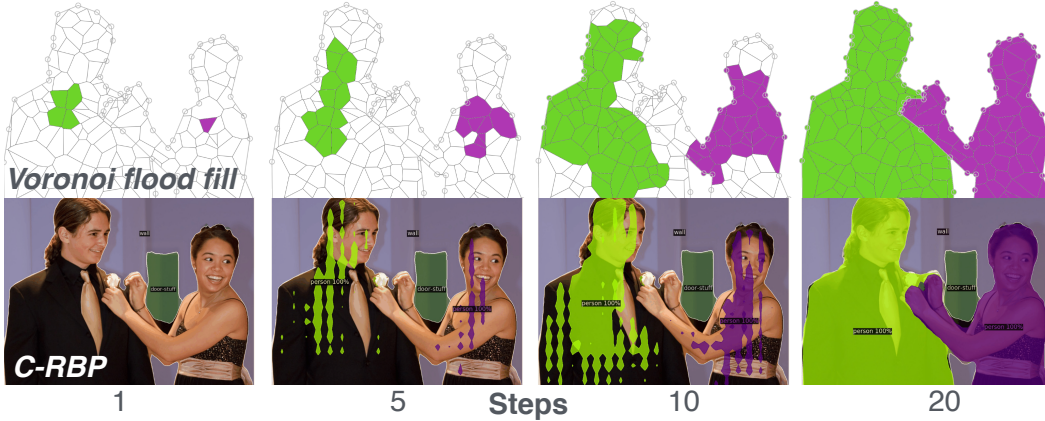 Voronoi flood fill
wall
door-stuff
wall
person 100%
door-stuff
person 100%
wall
door-stuff
person 100%
person 100%
wall
door-stuff
person 100%
person 100%
C-RBP
1 5 Steps 10 20